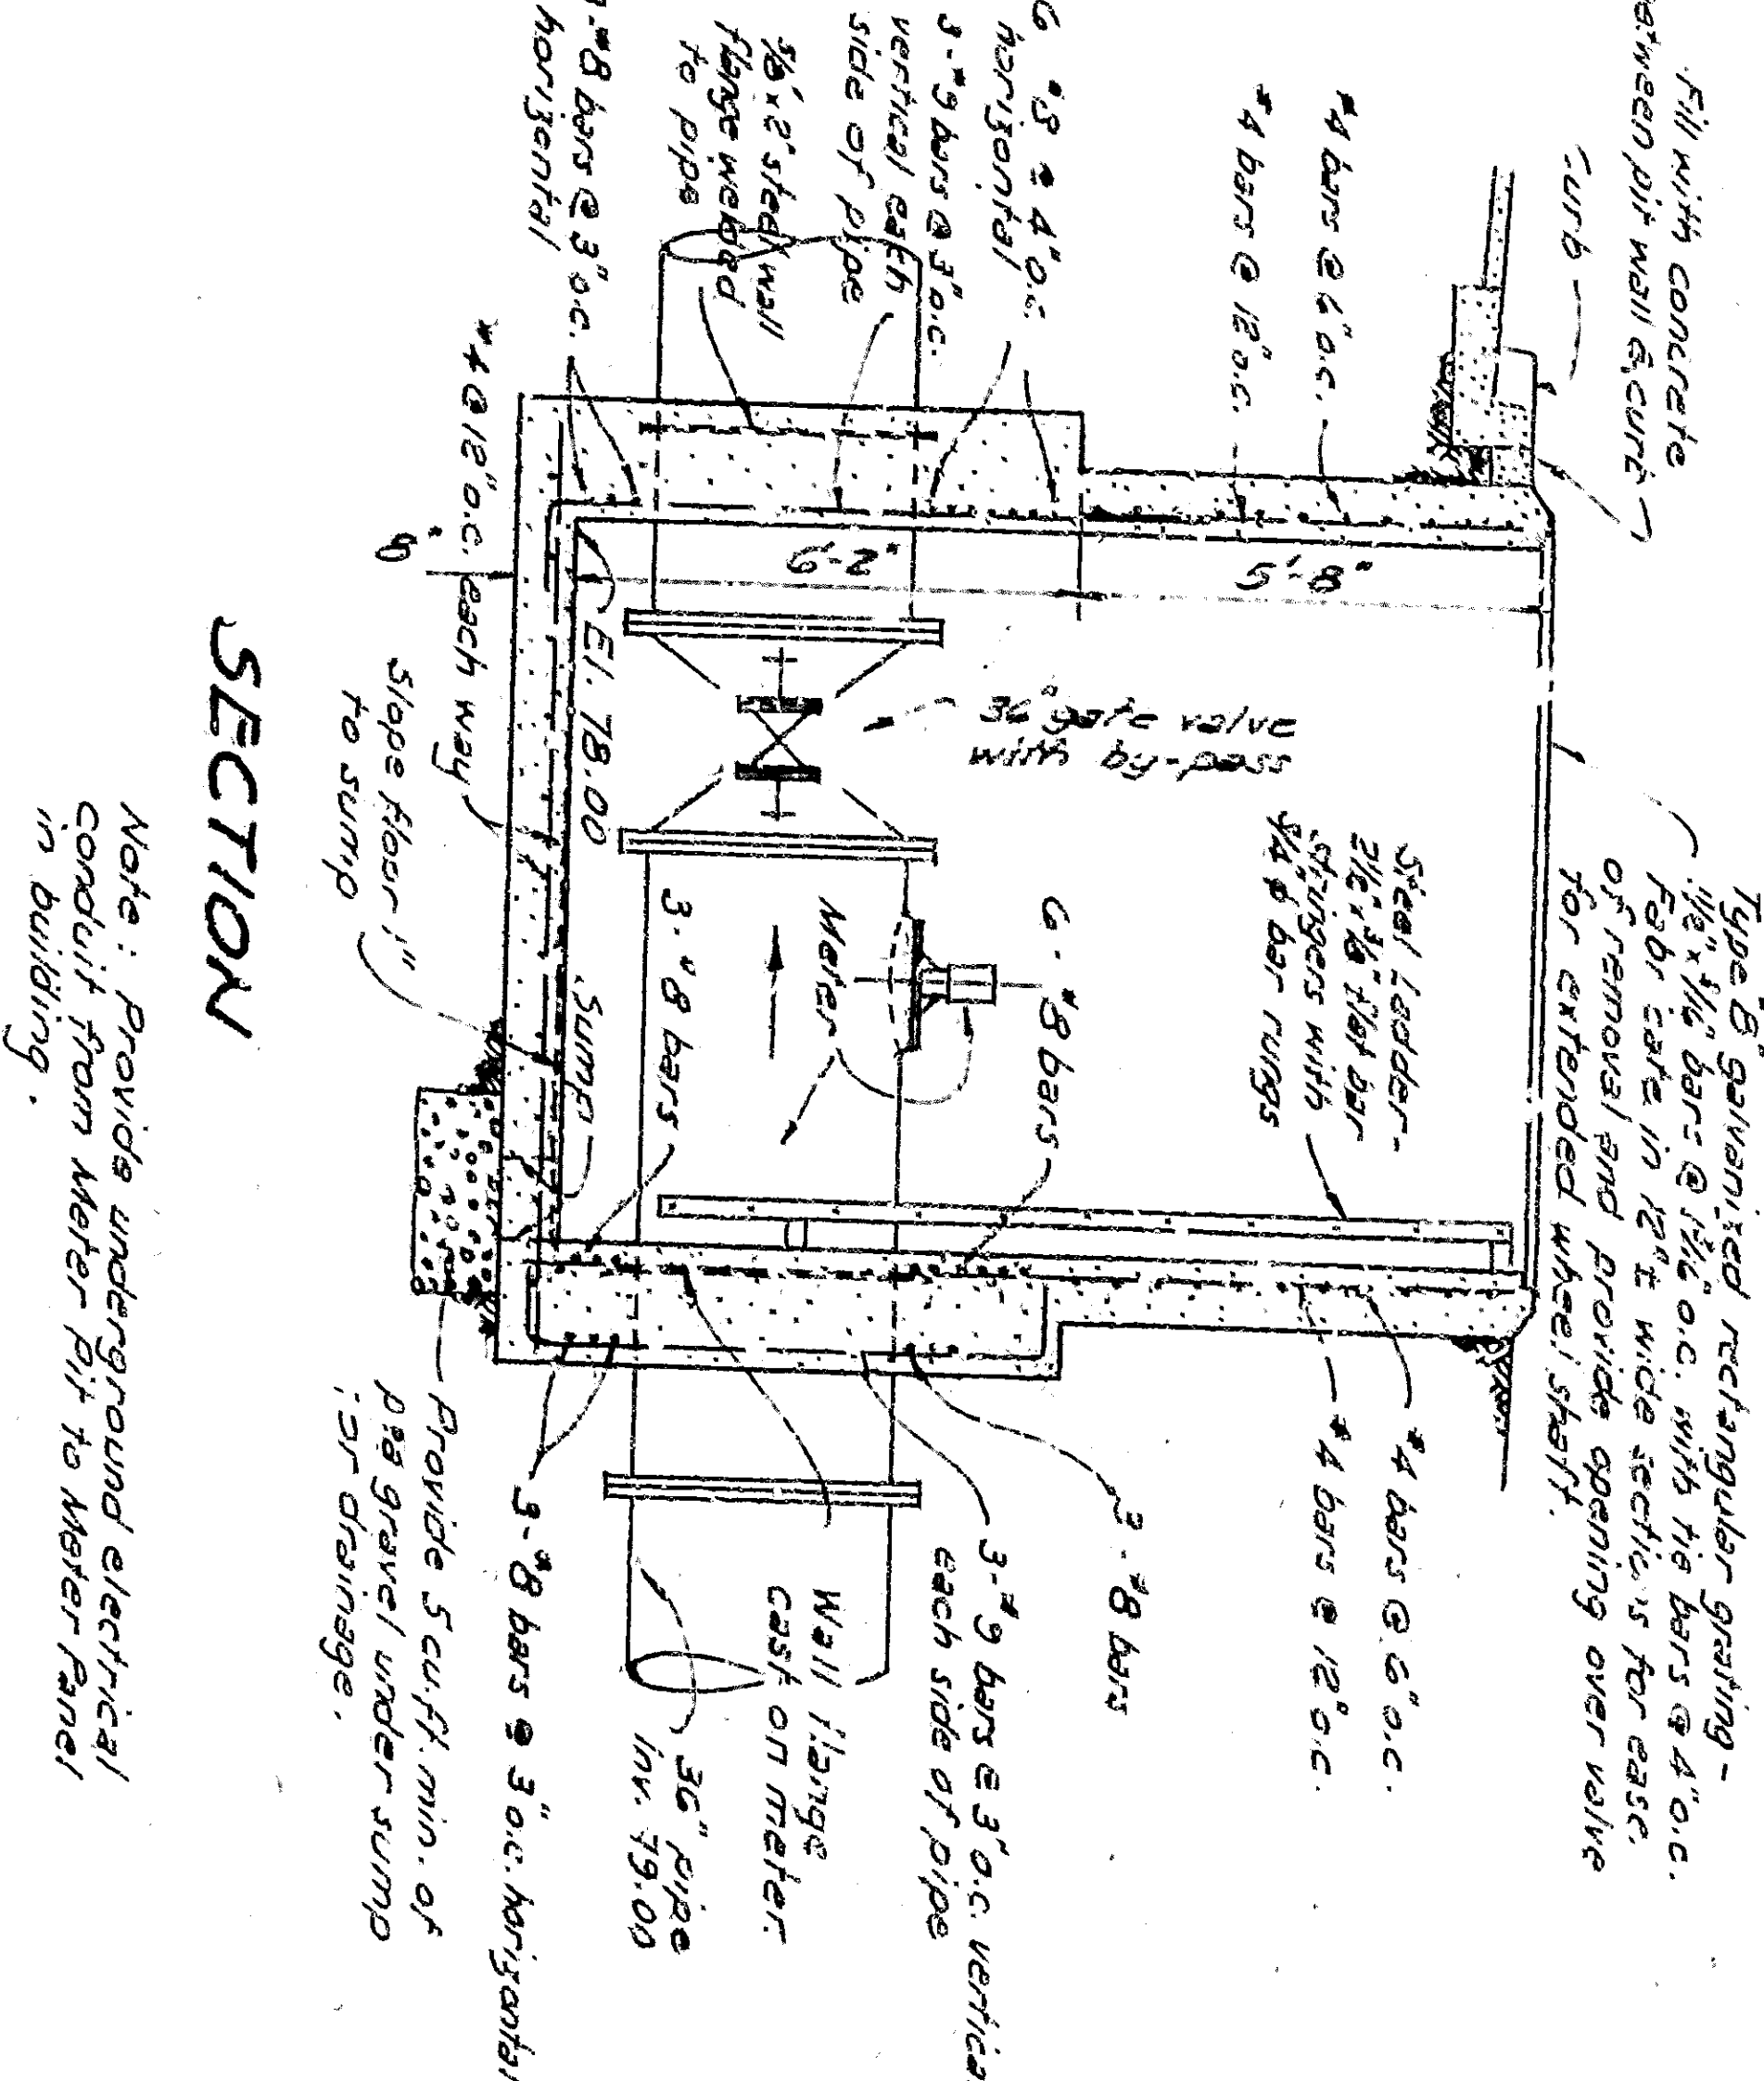 Fill with concrete
between pit wall & curb
Curb
#4 bars @ 6" o.c.
#4 bars @ 12" o.c.
6 #8 @ 4" o.c.
horizontal
3-#9 bars @ 3" o.c.
vertical each
side of pipe
x 2" steel wall
flange welded
to pipe
#8 bars @ 3" o.c.
horizontal
Type "B" galvanized rectangular grating -
1 1/2" x 3/16" bars @ 1 3/16" o.c. with tie bars @ 4" o.c.
Fabricate in 12" ± wide sections for ease
of removal and provide opening over valve
for extended wheel shaft.
Steel Ladder -
2 1/2" x 3/8" flat bar
stringers with
3/4" φ bar rungs
5'-8"
6'-2"
8"
36" gate valve
with by-pass
6-#8 bars
Meter
3-#8 bars
El. 78.00
Sump
#4 @ 12" o.c. each way
Slope floor 1"
to sump
#4 bars @ 6" o.c.
#4 bars @ 12" o.c.
3-#8 bars
3-#9 bars @ 3" o.c. vertical
each side of pipe
Wall flange
cast on meter.
36" pipe
inv. 79.00
3-#8 bars @ 3" o.c. horizontal
Provide 5 cu. ft. min. of
pea gravel under sump
for drainage.
SECTION
Note: Provide underground electrical
conduit from Meter Pit to Meter Panel
in building.